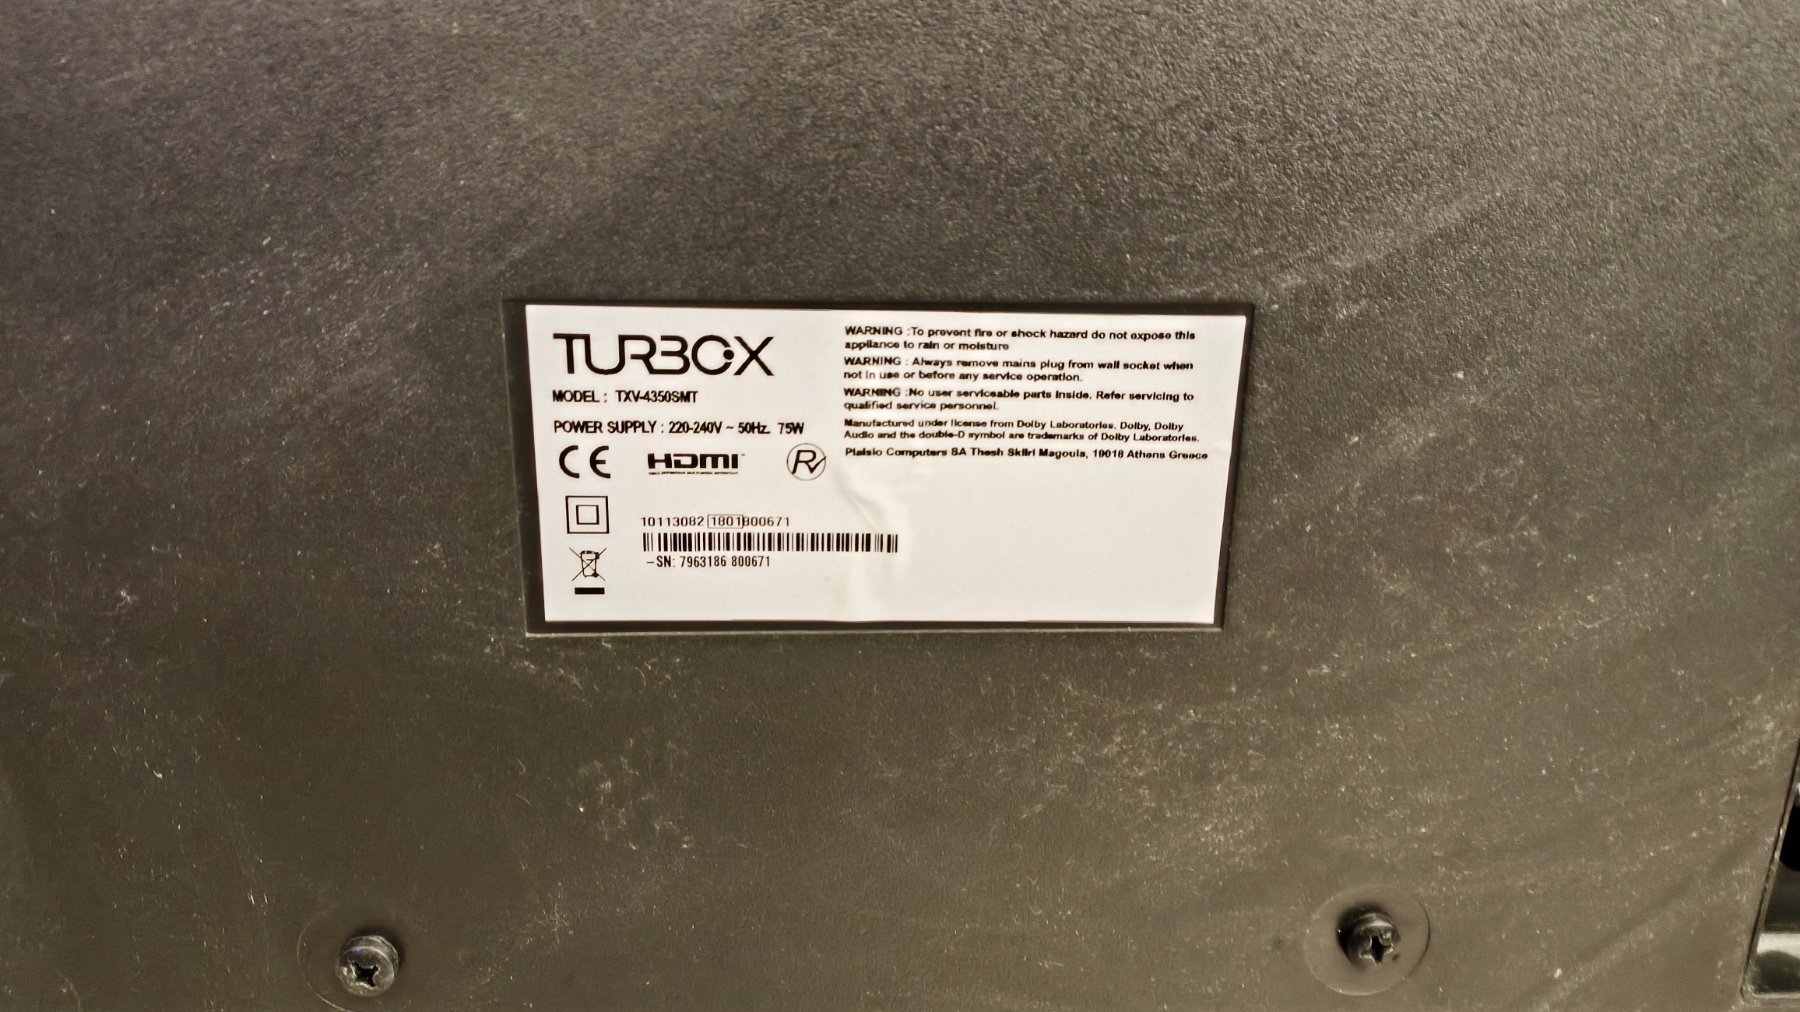 TURBOX
MODEL : TXV-4350SMT
POWER SUPPLY : 220-240V ~ 50Hz. 75W
CE HDMI
10113082 1801B00671
–SN: 7963186 800671
WARNING :To prevent fire or shock hazard do not expose this
appliance to rain or moisture
WARNING : Always remove mains plug from wall socket when
not in use or before any service operation.
WARNING :No user serviceable parts inside. Refer servicing to
qualified service personnel.
Manufactured under license from Dolby Laboratories. Dolby, Dolby
Audio and the double-D symbol are trademarks of Dolby Laboratories.
Plaisio Computers SA Thesh Skliri Magoula, 19018 Athens Greece